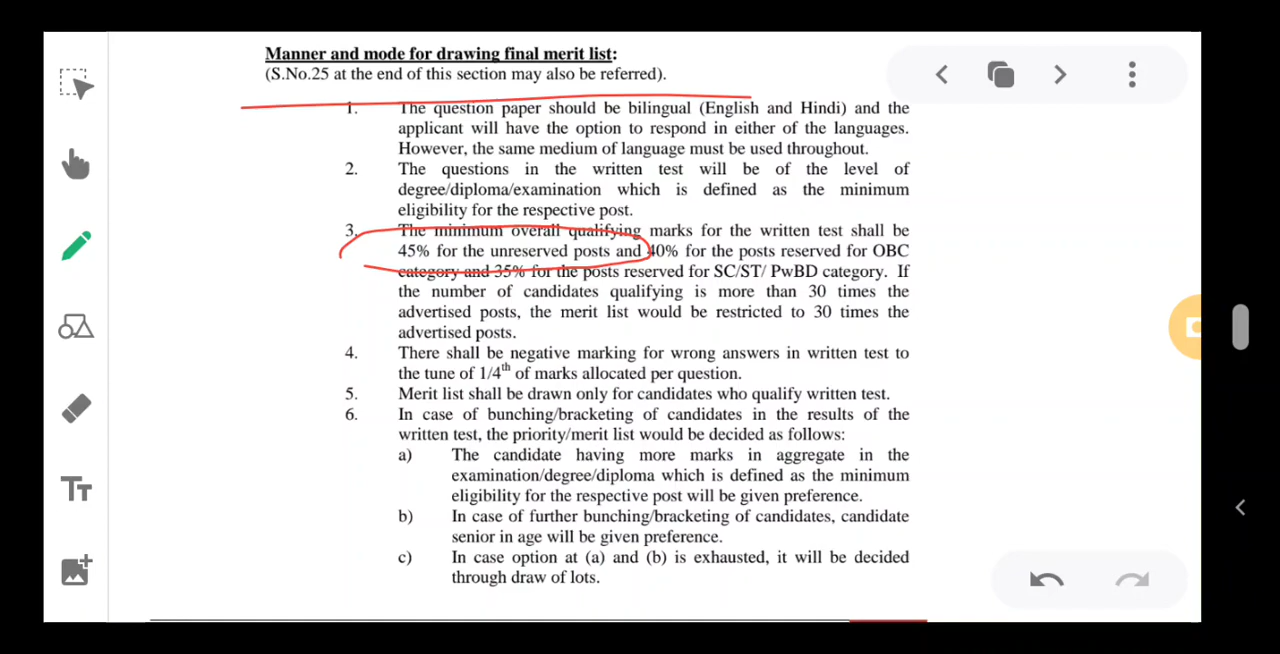 Manner and mode for drawing final merit list:
(S.No.25 at the end of this section may also be referred).
1. The question paper should be bilingual (English and Hindi) and the
applicant will have the option to respond in either of the languages.
However, the same medium of language must be used throughout.
2. The questions in the written test will be of the level of
degree/diploma/examination which is defined as the minimum
eligibility for the respective post.
3. The minimum overall qualifying marks for the written test shall be
45% for the unreserved posts and 40% for the posts reserved for OBC
category and 35% for the posts reserved for SC/ST/ PwBD category. If
the number of candidates qualifying is more than 30 times the
advertised posts, the merit list would be restricted to 30 times the
advertised posts.
4. There shall be negative marking for wrong answers in written test to
the tune of 1/4th of marks allocated per question.
5. Merit list shall be drawn only for candidates who qualify written test.
6. In case of bunching/bracketing of candidates in the results of the
written test, the priority/merit list would be decided as follows:
a) The candidate having more marks in aggregate in the
examination/degree/diploma which is defined as the minimum
eligibility for the respective post will be given preference.
b) In case of further bunching/bracketing of candidates, candidate
senior in age will be given preference.
c) In case option at (a) and (b) is exhausted, it will be decided
through draw of lots.